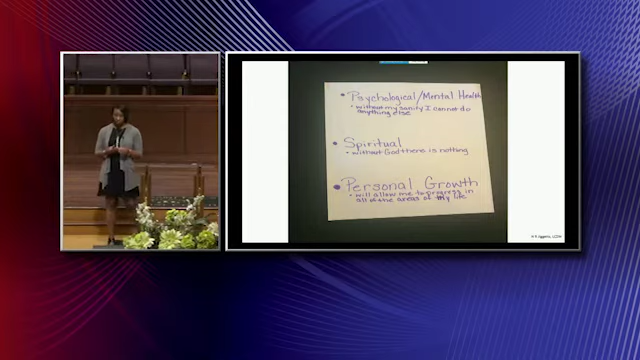 • Psychological/Mental Health
• without my sanity I cannot do
anything else
• Spiritual
• without God there is nothing
• Personal Growth
• will allow me to progress in
all of the areas of my life